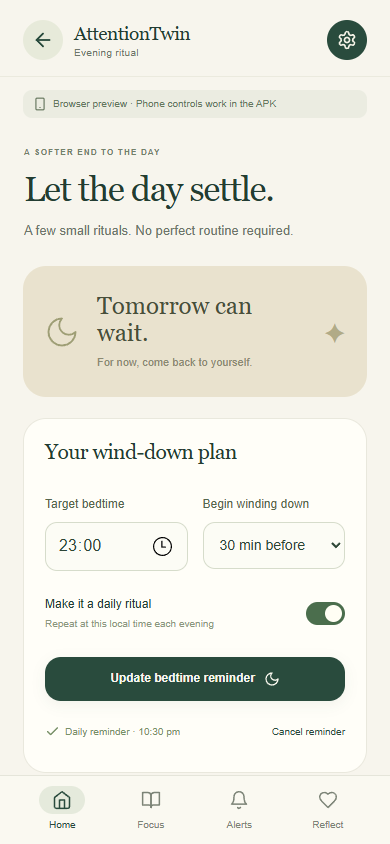 AttentionTwin
Evening ritual
Browser preview · Phone controls work in the APK
A SOFTER END TO THE DAY
Let the day settle.
A few small rituals. No perfect routine required.
Tomorrow can
wait.
For now, come back to yourself.
Your wind-down plan
Target bedtime
Begin winding down
23:00
30 min before
Make it a daily ritual
Repeat at this local time each evening
Update bedtime reminder
Daily reminder · 10:30 pm
Cancel reminder
Home
Focus
Alerts
Reflect